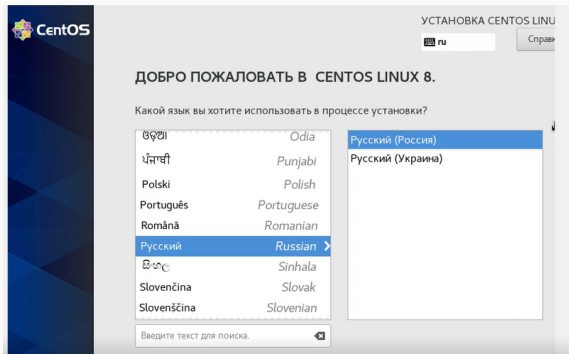 CentOS
УСТАНОВКА CENTOS LINU
ru
Справк
ДОБРО ПОЖАЛОВАТЬ В CENTOS LINUX 8.
Какой язык вы хотите использовать в процессе установки?
ଓଡ଼ିଆ Odia
ਪੰਜਾਬੀ Punjabi
Polski Polish
Português Portuguese
Română Romanian
Русский Russian
සිංහල Sinhala
Slovenčina Slovak
Slovenščina Slovenian
Русский (Россия)
Русский (Украина)
Введите текст для поиска.